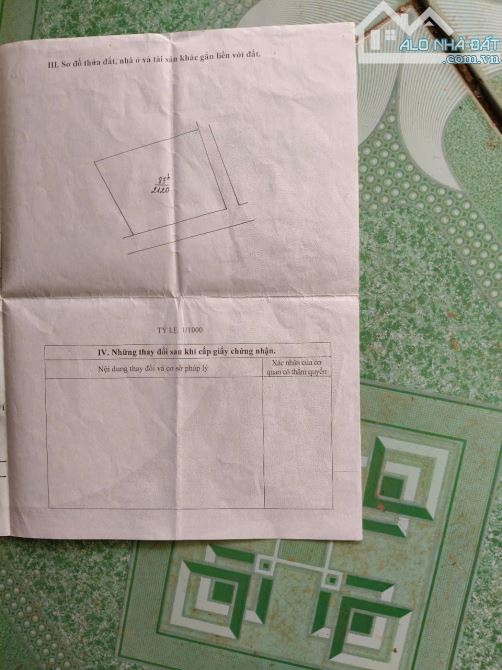 ALO NHÀ ĐẤT
.com.vn
III. Sơ đồ thửa đất, nhà ở và tài sản khác gắn liền với đất.
2120
TỶ LỆ 1/1000
IV. Những thay đổi sau khi cấp giấy chứng nhận.
Nội dung thay đổi và cơ sở pháp lý
Xác nhận của cơ
quan có thẩm quyền